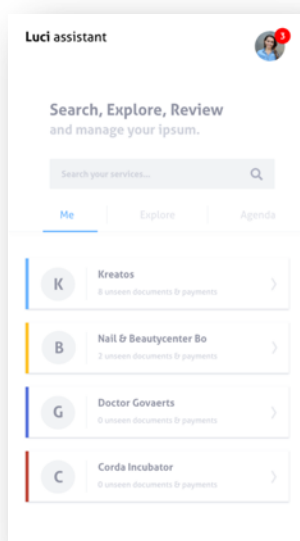 Luci assistant
3
Search, Explore, Review
and manage your ipsum.
Search your services...
Me Explore Agenda
K
Kreatos
8 unseen documents & payments
B
Nail & Beautycenter Bo
2 unseen documents & payments
G
Doctor Govaerts
0 unseen documents & payments
C
Corda Incubator
0 unseen documents & payments